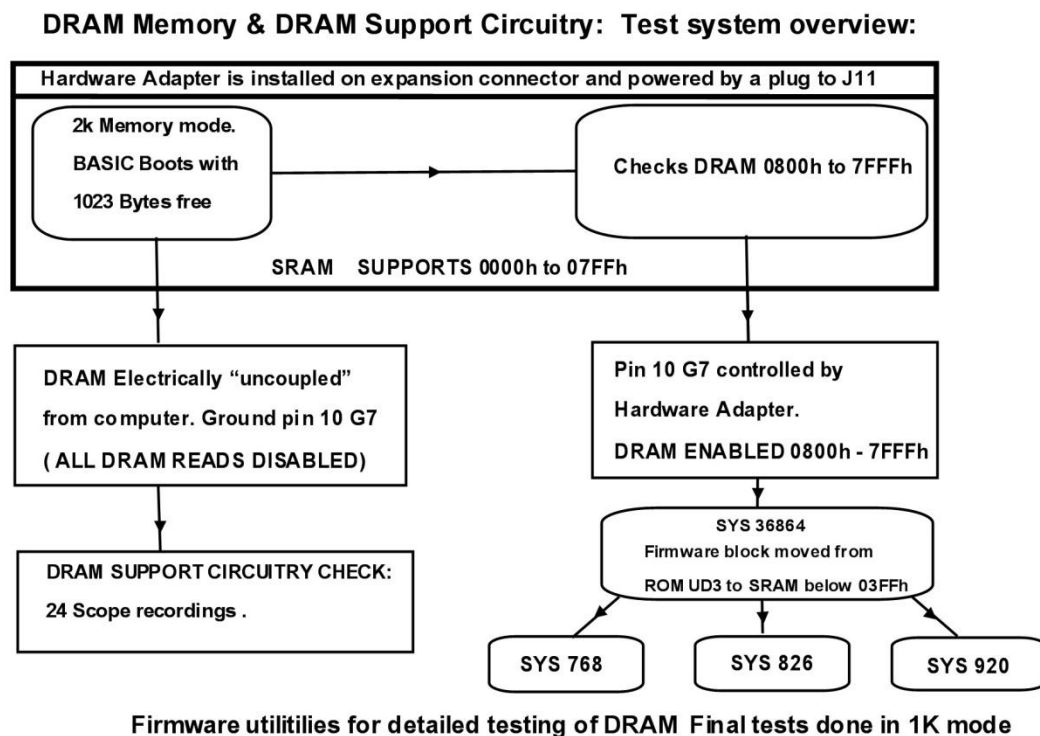 DRAM Memory & DRAM Support Circuitry: Test system overview:
Hardware Adapter is installed on expansion connector and powered by a plug to J11
2k Memory mode.
BASIC Boots with
1023 Bytes free
Checks DRAM 0800h to 7FFFh
SRAM SUPPORTS 0000h to 07FFh
DRAM Electrically “uncoupled”
from computer. Ground pin 10 G7
( ALL DRAM READS DISABLED)
Pin 10 G7 controlled by
Hardware Adapter.
DRAM ENABLED 0800h - 7FFFh
DRAM SUPPORT CIRCUITRY CHECK:
24 Scope recordings .
SYS 36864
Firmware block moved from
ROM UD3 to SRAM below 03FFh
SYS 768
SYS 826
SYS 920
Firmware utilitilies for detailed testing of DRAM Final tests done in 1K mode